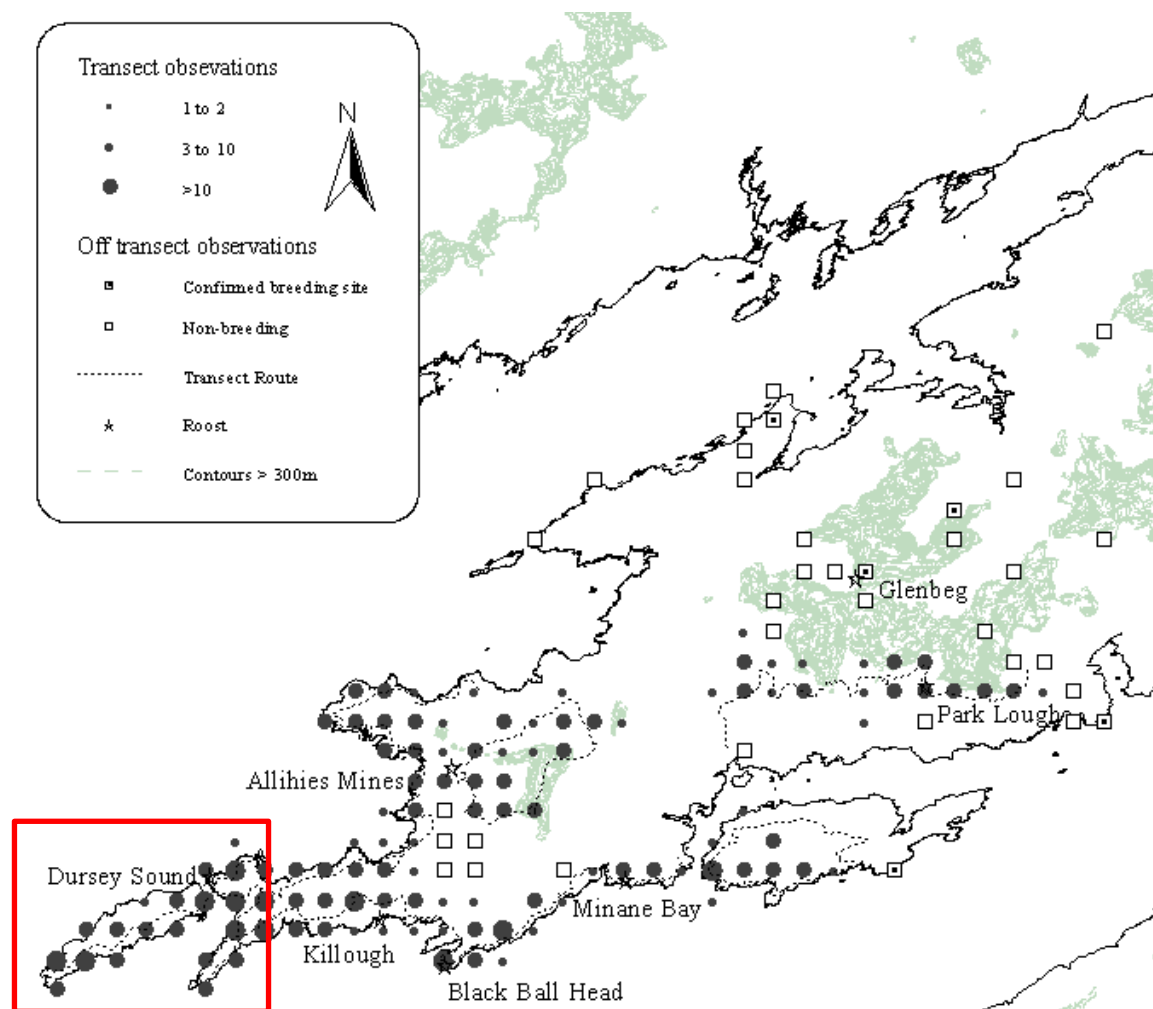 Transect obsevations
1 to 2
3 to 10
>10
N
Off transect observations
Confirmed breeding site
Non-breeding
Transect Route
Roost
Contours > 300m
Glenbeg
Park Lough
Allihies Mines
Dursey Sound
Minane Bay
Killough
Black Ball Head